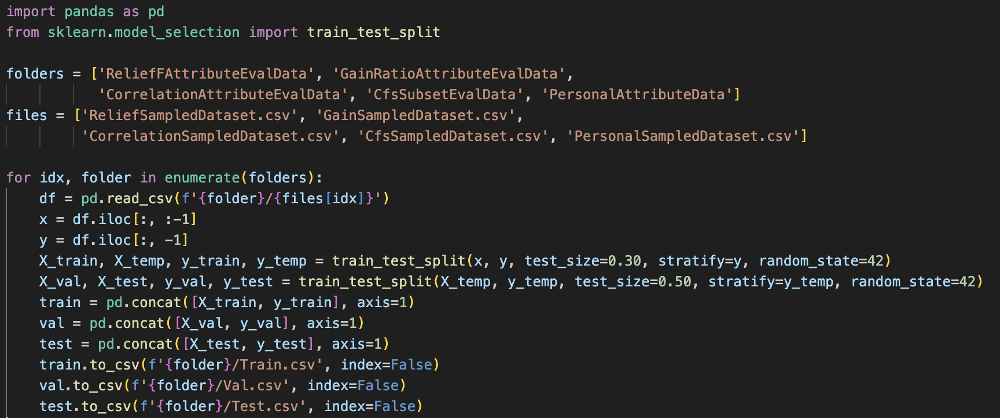 import pandas as pd
from sklearn.model_selection import train_test_split

folders = ['ReliefFAttributeEvalData', 'GainRatioAttributeEvalData',
           'CorrelationAttributeEvalData', 'CfsSubsetEvalData', 'PersonalAttributeData']
files = ['ReliefSampledDataset.csv', 'GainSampledDataset.csv',
         'CorrelationSampledDataset.csv', 'CfsSampledDataset.csv', 'PersonalSampledDataset.csv']

for idx, folder in enumerate(folders):
    df = pd.read_csv(f'{folder}/{files[idx]}')
    x = df.iloc[:, :-1]
    y = df.iloc[:, -1]
    X_train, X_temp, y_train, y_temp = train_test_split(x, y, test_size=0.30, stratify=y, random_state=42)
    X_val, X_test, y_val, y_test = train_test_split(X_temp, y_temp, test_size=0.50, stratify=y_temp, random_state=42)
    train = pd.concat([X_train, y_train], axis=1)
    val = pd.concat([X_val, y_val], axis=1)
    test = pd.concat([X_test, y_test], axis=1)
    train.to_csv(f'{folder}/Train.csv', index=False)
    val.to_csv(f'{folder}/Val.csv', index=False)
    test.to_csv(f'{folder}/Test.csv', index=False)